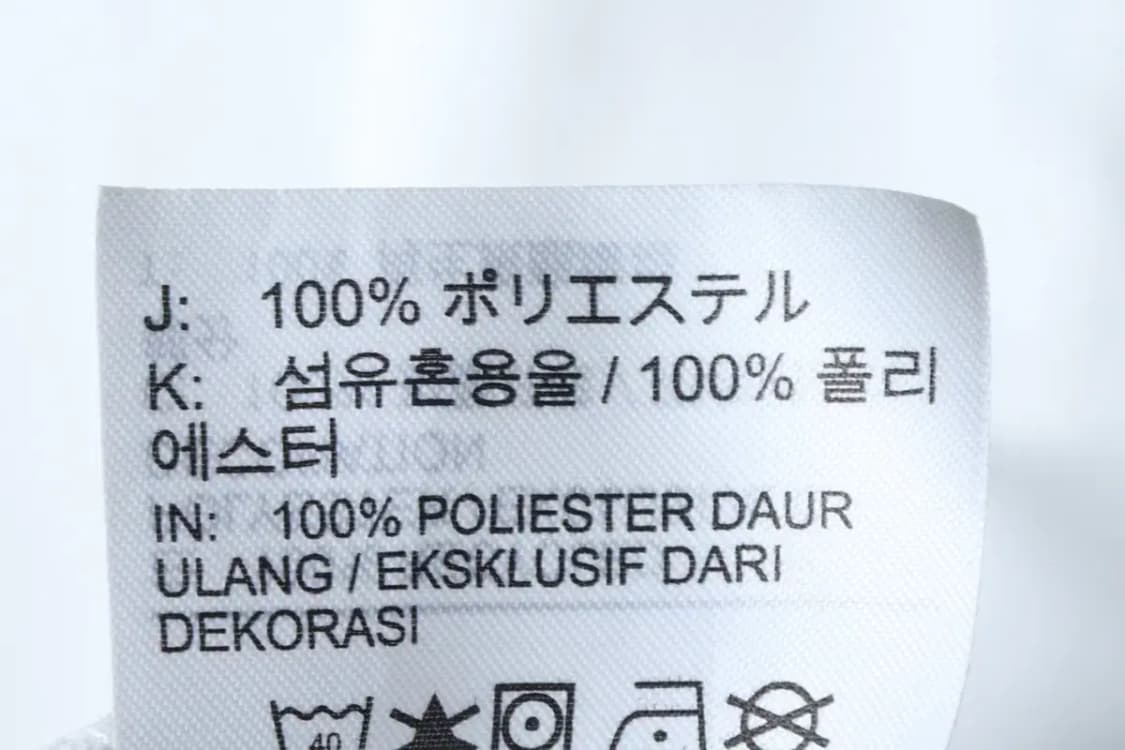 J: 100% ポリエステル
K: 섬유혼용율 / 100% 폴리
에스터
IN: 100% POLIESTER DAUR
ULANG / EKSKLUSIF DARI
DEKORASI
40